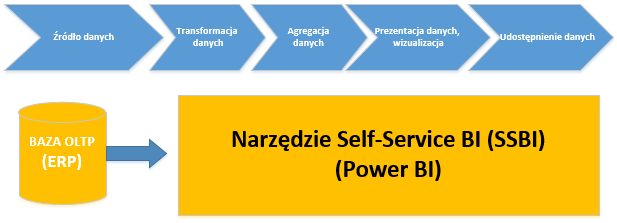 Źródło danych
Transformacja
danych
Agregacja
danych
Prezentacja danych,
wizualizacja
Udostępnienie danych
BAZA OLTP
(ERP)
Narzędzie Self-Service BI (SSBI)
(Power BI)